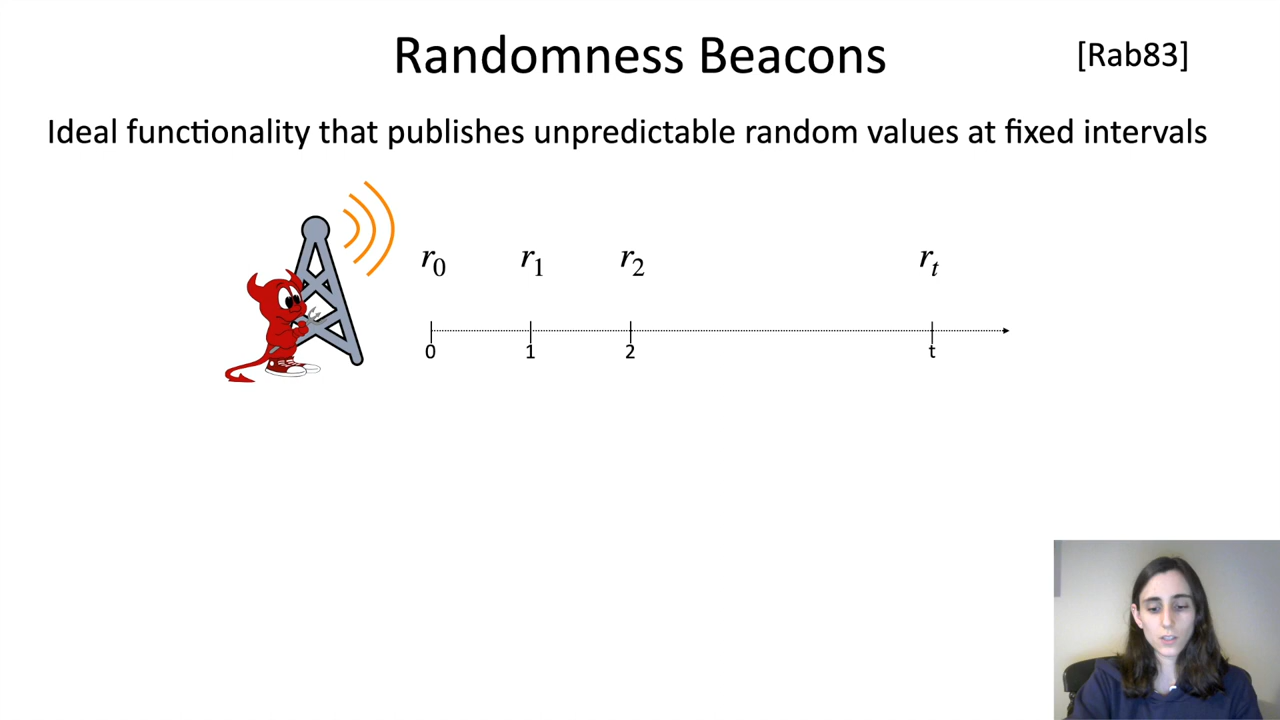 Randomness Beacons
[Rab83]
Ideal functionality that publishes unpredictable random values at fixed intervals
r0 r1 r2 rt
0 1 2 t